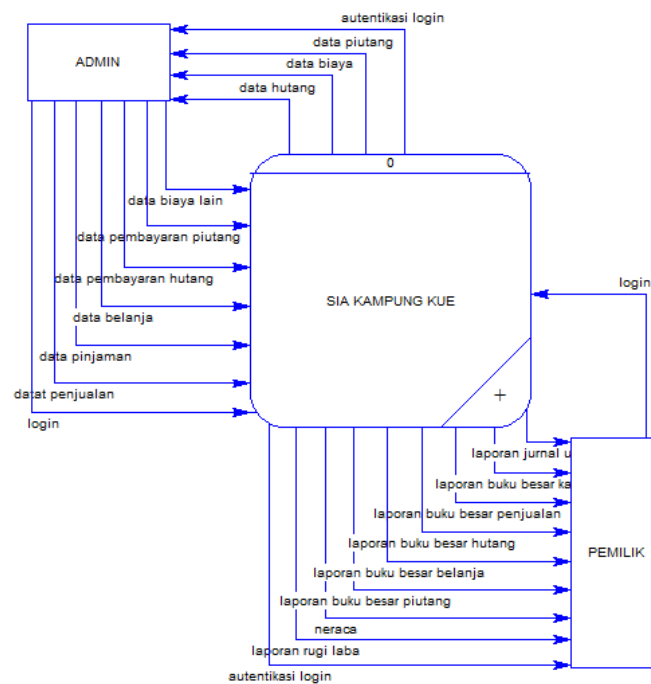 autentikasi login
data piutang
ADMIN
data biaya
data hutang
0
data biaya lain
data pembayaran piutang
data pembayaran hutang
SIA KAMPUNG KUE
login
data belanja
data pinjaman
datat penjualan
login
laporan jurnal u
laporan buku besar ka
laporan buku besar penjualan
laporan buku besar hutang
PEMILIK
laporan buku besar belanja
laporan buku besar piutang
neraca
laporan rugi laba
autentikasi login